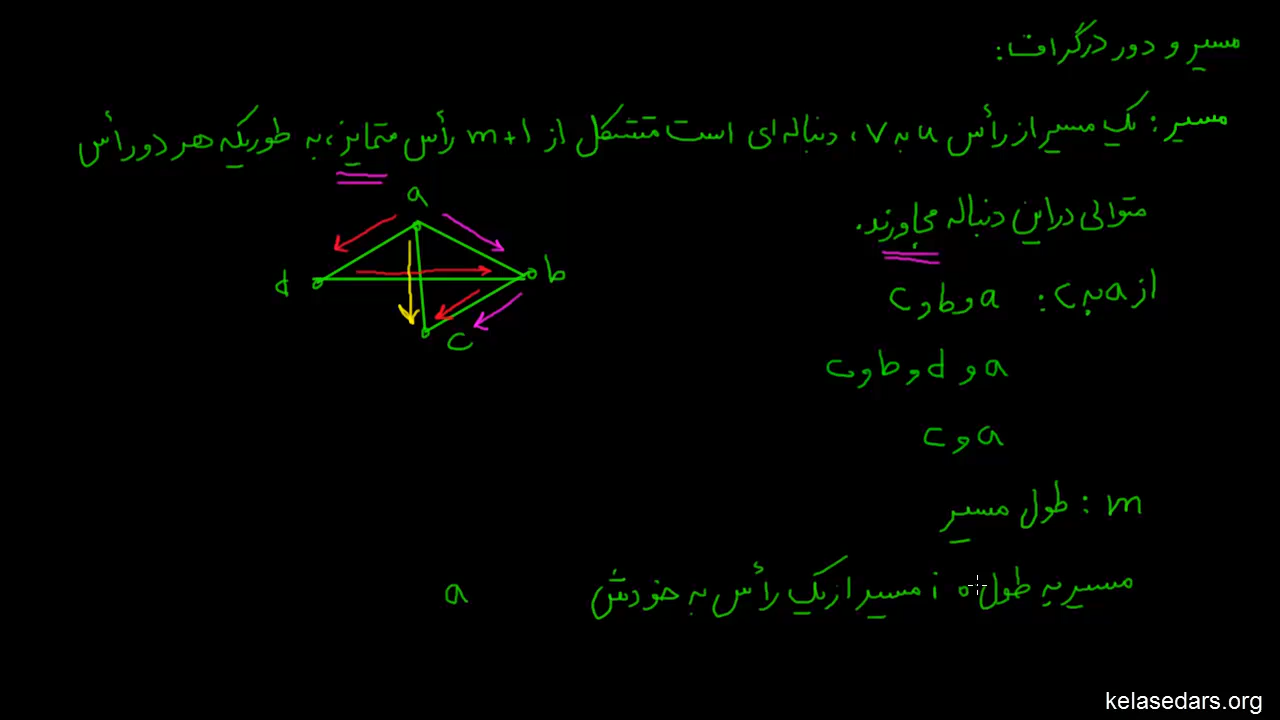 مسیر و دور در گراف:
مسیر: یک مسیر از رأس u به v، دنباله ای است متشکل از m+1 رأس متمایز، به طوریکه هر دو رأس
متوالی در این دنباله مجاورند.
a
d
b
c
از a به c: a و b و c
a و d و b و c
a و c
m: طول مسیر
مسیر به طول 0 ؛ مسیر از یک رأس به خودش a
kelasedars.org